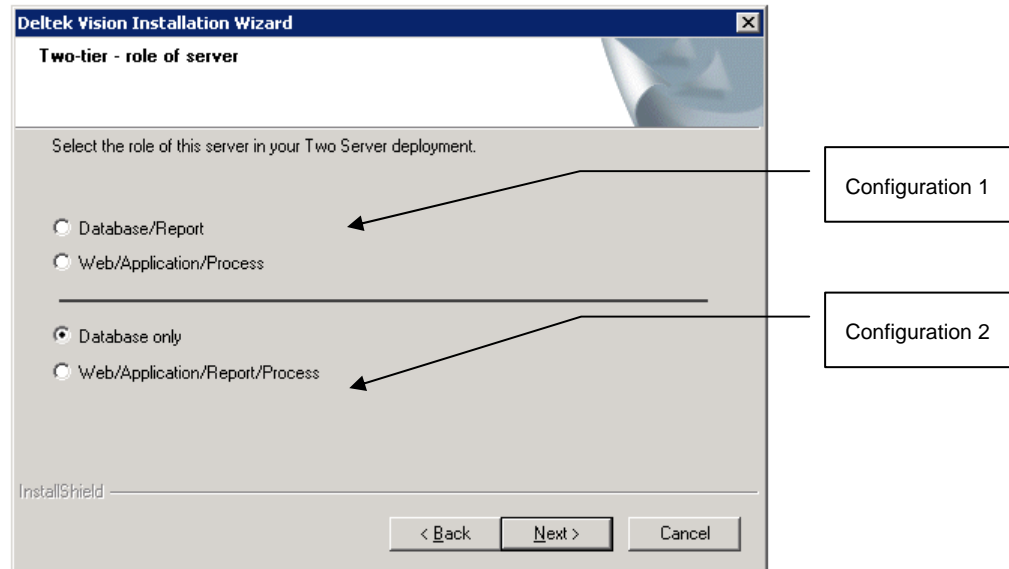 Deltek Vision Installation Wizard
Two-tier - role of server
Select the role of this server in your Two Server deployment.
Configuration 1
Database/Report
Web/Application/Process
Configuration 2
Database only
Web/Application/Report/Process
InstallShield
< Back
Next >
Cancel